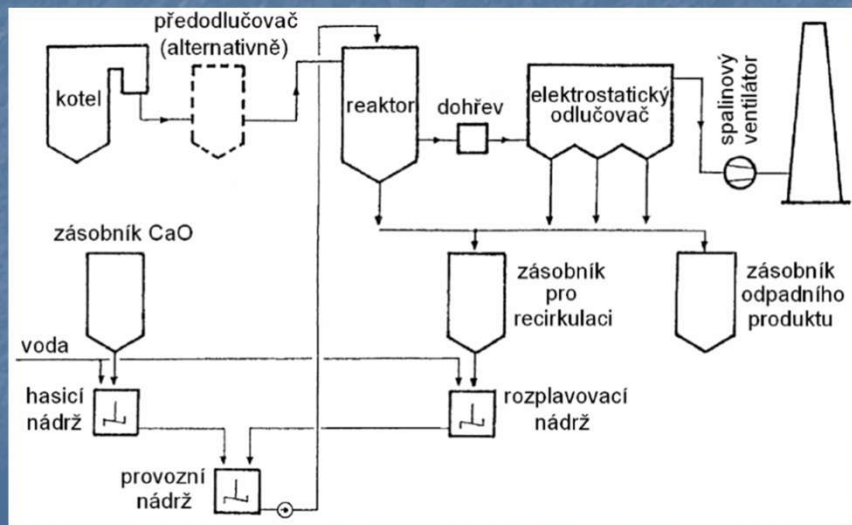 předodlučovač
(alternativně)
kotel
reaktor
dohřev
elektrostatický
odlučovač
spalinový
ventilátor
zásobník CaO
zásobník
pro
recirkulaci
zásobník
odpadního
produktu
voda
hasicí
nádrž
rozplavovací
nádrž
provozní
nádrž